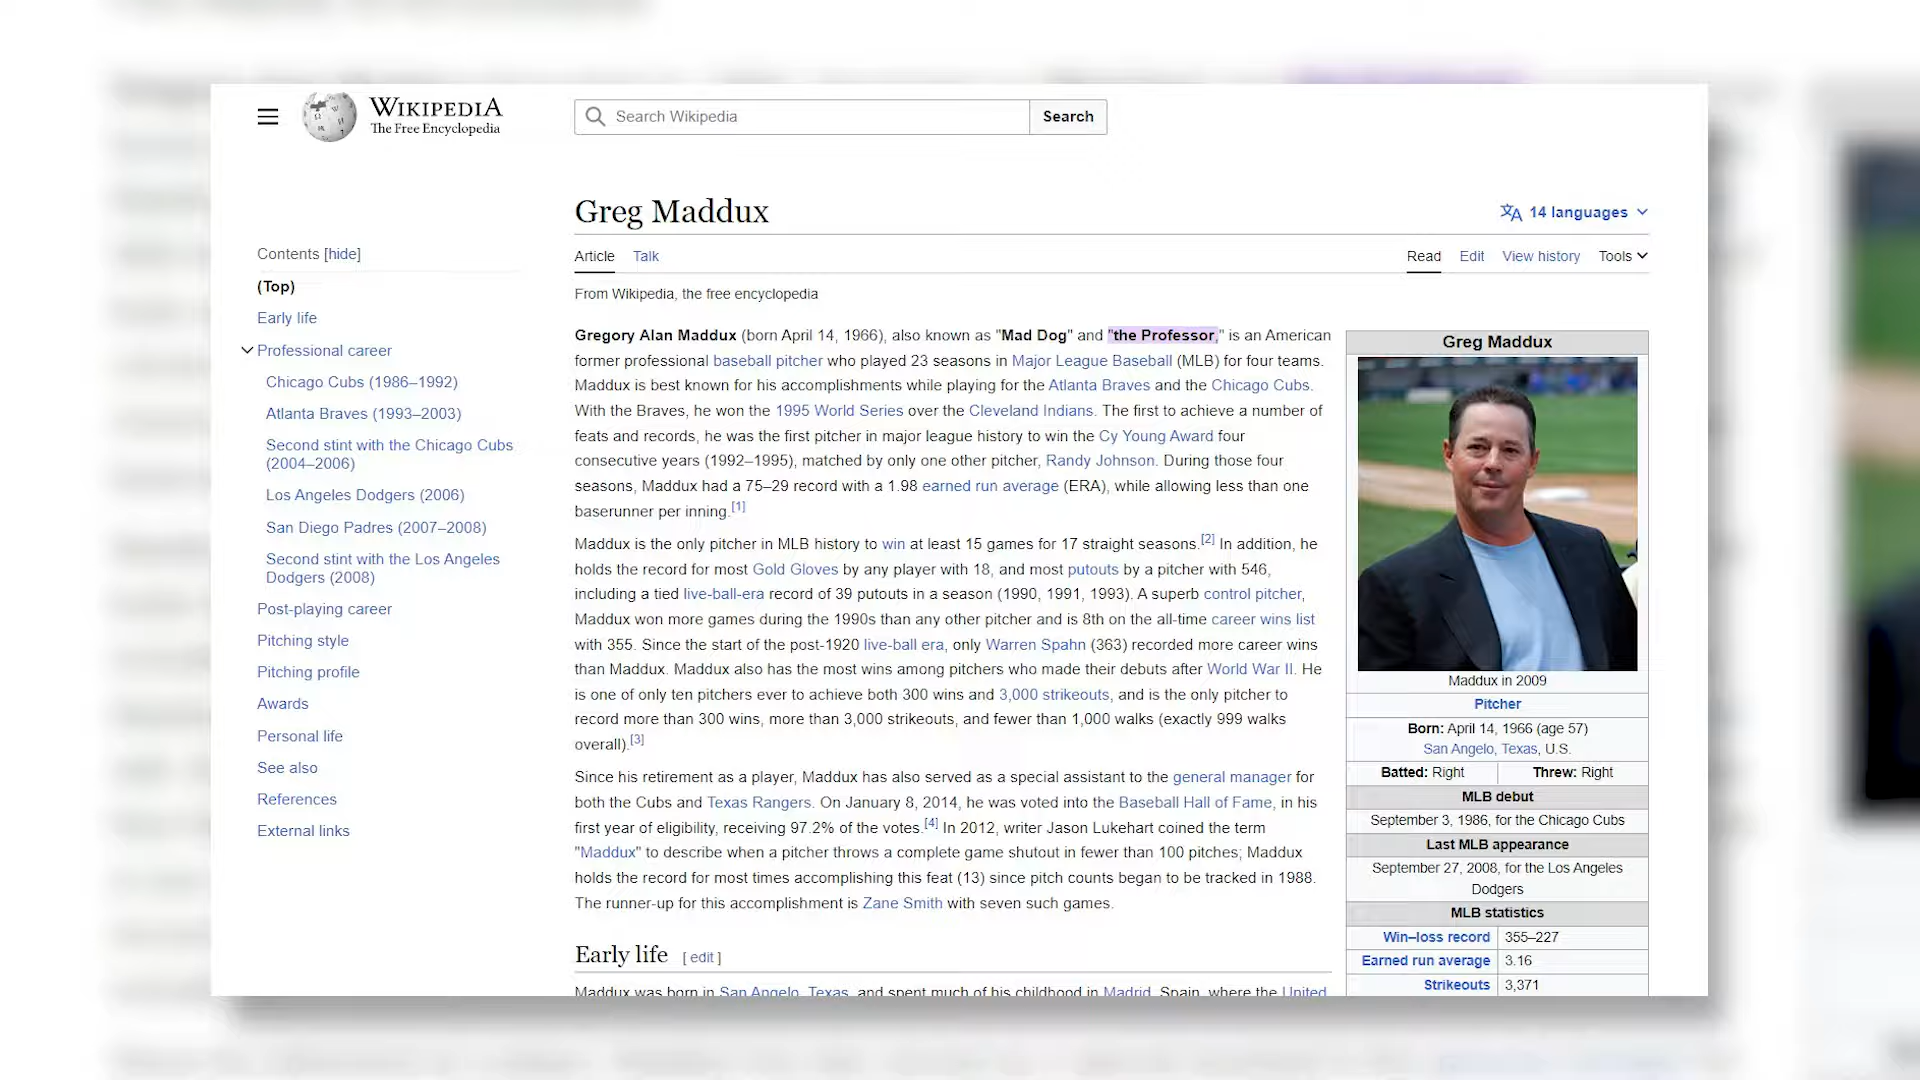 WIKIPEDIA
The Free Encyclopedia
Search Wikipedia
Search
Greg Maddux
14 languages
Article Talk
Read Edit View history Tools
From Wikipedia, the free encyclopedia
Contents [hide]
(Top)
Early life
Professional career
Chicago Cubs (1986–1992)
Atlanta Braves (1993–2003)
Second stint with the Chicago Cubs
(2004–2006)
Los Angeles Dodgers (2006)
San Diego Padres (2007–2008)
Second stint with the Los Angeles
Dodgers (2008)
Post-playing career
Pitching style
Pitching profile
Awards
Personal life
See also
References
External links
Gregory Alan Maddux (born April 14, 1966), also known as "Mad Dog" and "the Professor," is an American
former professional baseball pitcher who played 23 seasons in Major League Baseball (MLB) for four teams.
Maddux is best known for his accomplishments while playing for the Atlanta Braves and the Chicago Cubs.
With the Braves, he won the 1995 World Series over the Cleveland Indians. The first to achieve a number of
feats and records, he was the first pitcher in major league history to win the Cy Young Award four
consecutive years (1992–1995), matched by only one other pitcher, Randy Johnson. During those four
seasons, Maddux had a 75–29 record with a 1.98 earned run average (ERA), while allowing less than one
baserunner per inning.[1]
Maddux is the only pitcher in MLB history to win at least 15 games for 17 straight seasons.[2] In addition, he
holds the record for most Gold Gloves by any player with 18, and most putouts by a pitcher with 546,
including a tied live-ball-era record of 39 putouts in a season (1990, 1991, 1993). A superb control pitcher,
Maddux won more games during the 1990s than any other pitcher and is 8th on the all-time career wins list
with 355. Since the start of the post-1920 live-ball era, only Warren Spahn (363) recorded more career wins
than Maddux. Maddux also has the most wins among pitchers who made their debuts after World War II. He
is one of only ten pitchers ever to achieve both 300 wins and 3,000 strikeouts, and is the only pitcher to
record more than 300 wins, more than 3,000 strikeouts, and fewer than 1,000 walks (exactly 999 walks
overall).[3]
Since his retirement as a player, Maddux has also served as a special assistant to the general manager for
both the Cubs and Texas Rangers. On January 8, 2014, he was voted into the Baseball Hall of Fame, in his
first year of eligibility, receiving 97.2% of the votes.[4] In 2012, writer Jason Lukehart coined the term
"Maddux" to describe when a pitcher throws a complete game shutout in fewer than 100 pitches; Maddux
holds the record for most times accomplishing this feat (13) since pitch counts began to be tracked in 1988.
The runner-up for this accomplishment is Zane Smith with seven such games.
Early life [ edit ]
Maddux was born in San Angelo, Texas, and spent much of his childhood in Madrid, Spain, where the United
Greg Maddux
Maddux in 2009
Pitcher
Born: April 14, 1966 (age 57)
San Angelo, Texas, U.S.
Batted: Right Threw: Right
MLB debut
September 3, 1986, for the Chicago Cubs
Last MLB appearance
September 27, 2008, for the Los Angeles
Dodgers
MLB statistics
Win–loss record 355–227
Earned run average 3.16
Strikeouts 3,371